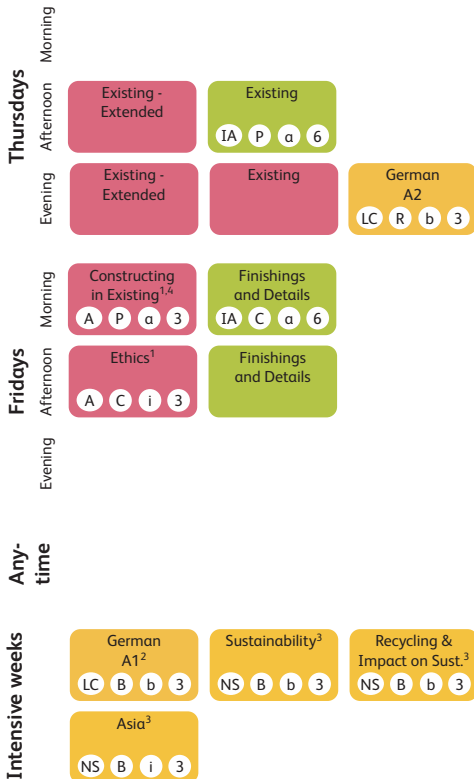 Thursdays
Morning
Afternoon
Existing -
Extended
Existing
IA P a 6
Evening
Existing -
Extended
Existing
German
A2
LC R b 3
Fridays
Morning
Constructing
in Existing1,4
A P a 3
Finishings
and Details
IA C a 6
Afternoon
Ethics1
A C i 3
Finishings
and Details
Evening
Any-
time
Intensive weeks
German
A12
LC B b 3
Sustainability3
NS B b 3
Recycling &
Impact on Sust.3
NS B b 3
Asia3
NS B i 3